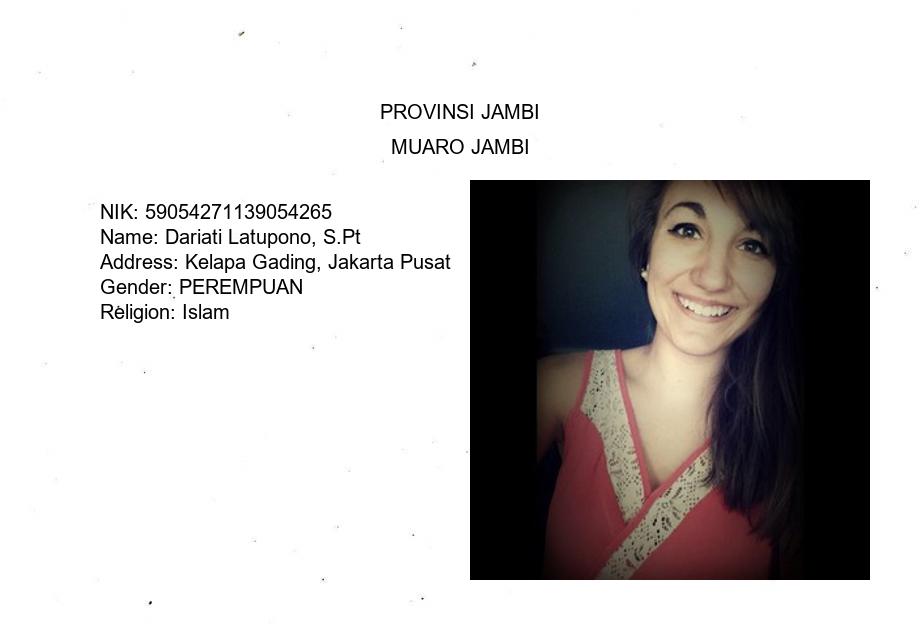 PROVINSI JAMBI
MUARO JAMBI
NIK: 59054271139054265
Name: Dariati Latupono, S.Pt
Address: Kelapa Gading, Jakarta Pusat
Gender: PEREMPUAN
Religion: Islam